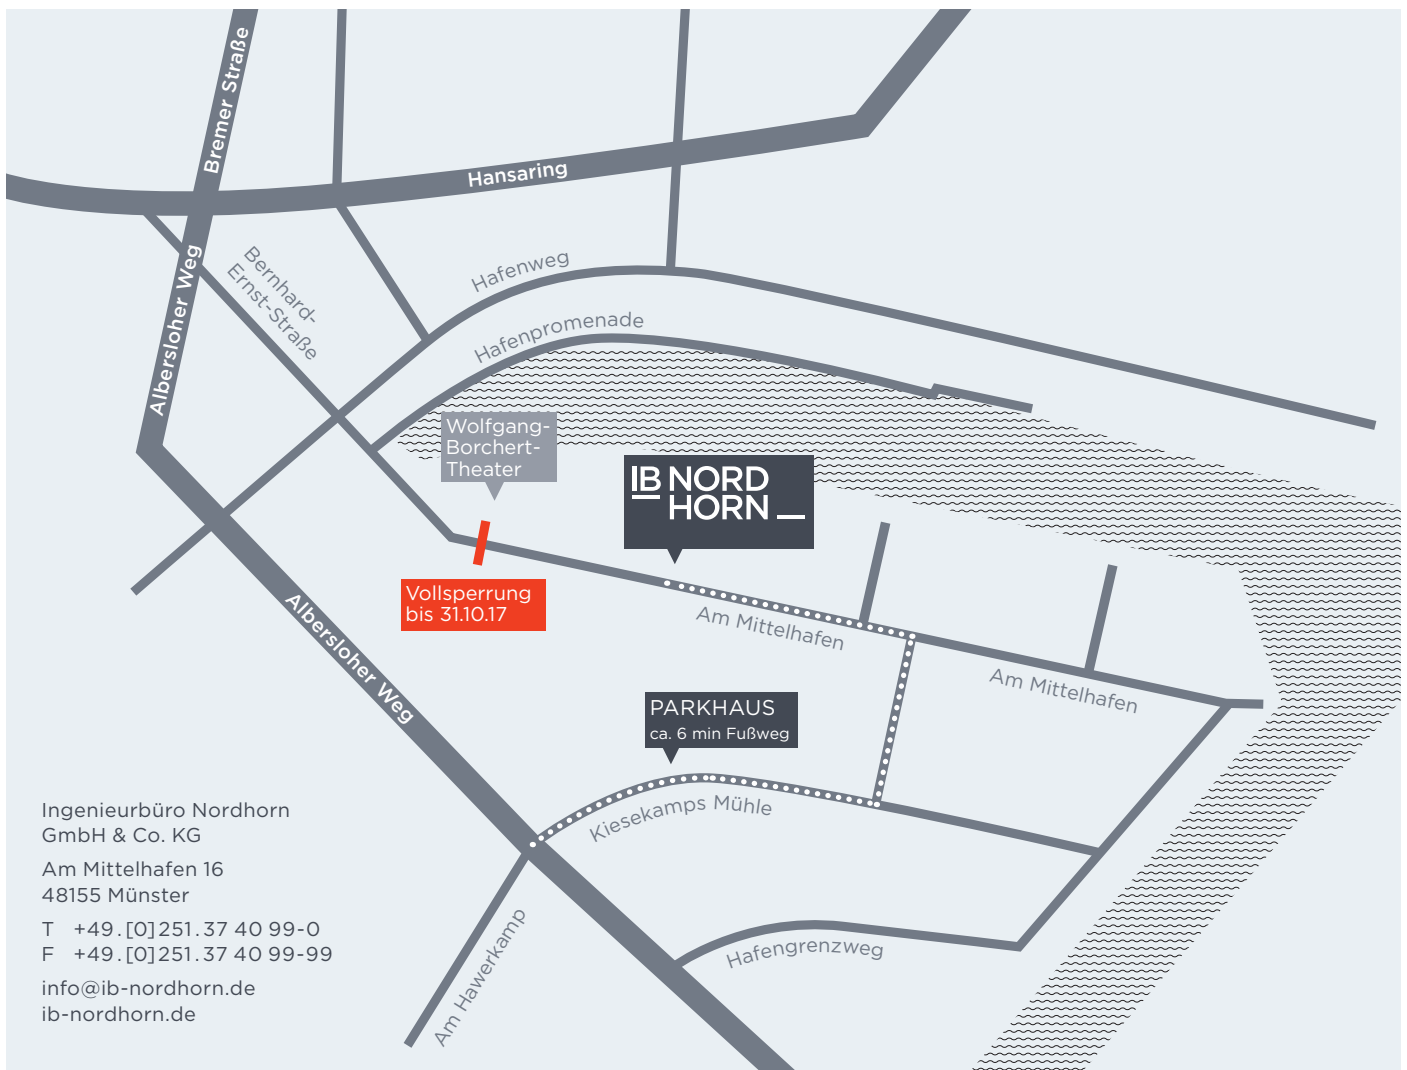 Bremer Straße
Hansaring
Albersloher Weg
Bernhard-
Ernst-Straße
Hafenweg
Hafenpromenade
Wolfgang-
Borchert-
Theater
IB NORD
HORN_
Vollsperrung
bis 31.10.17
Am Mittelhafen
Am Mittelhafen
Albersloher Weg
PARKHAUS
ca. 6 min Fußweg
Kiesekamps Mühle
Hafengrenzweg
Am Hawerkamp
Ingenieurbüro Nordhorn
GmbH & Co. KG
Am Mittelhafen 16
48155 Münster
T +49.[0]251.37 40 99-0
F +49.[0]251.37 40 99-99
info@ib-nordhorn.de
ib-nordhorn.de